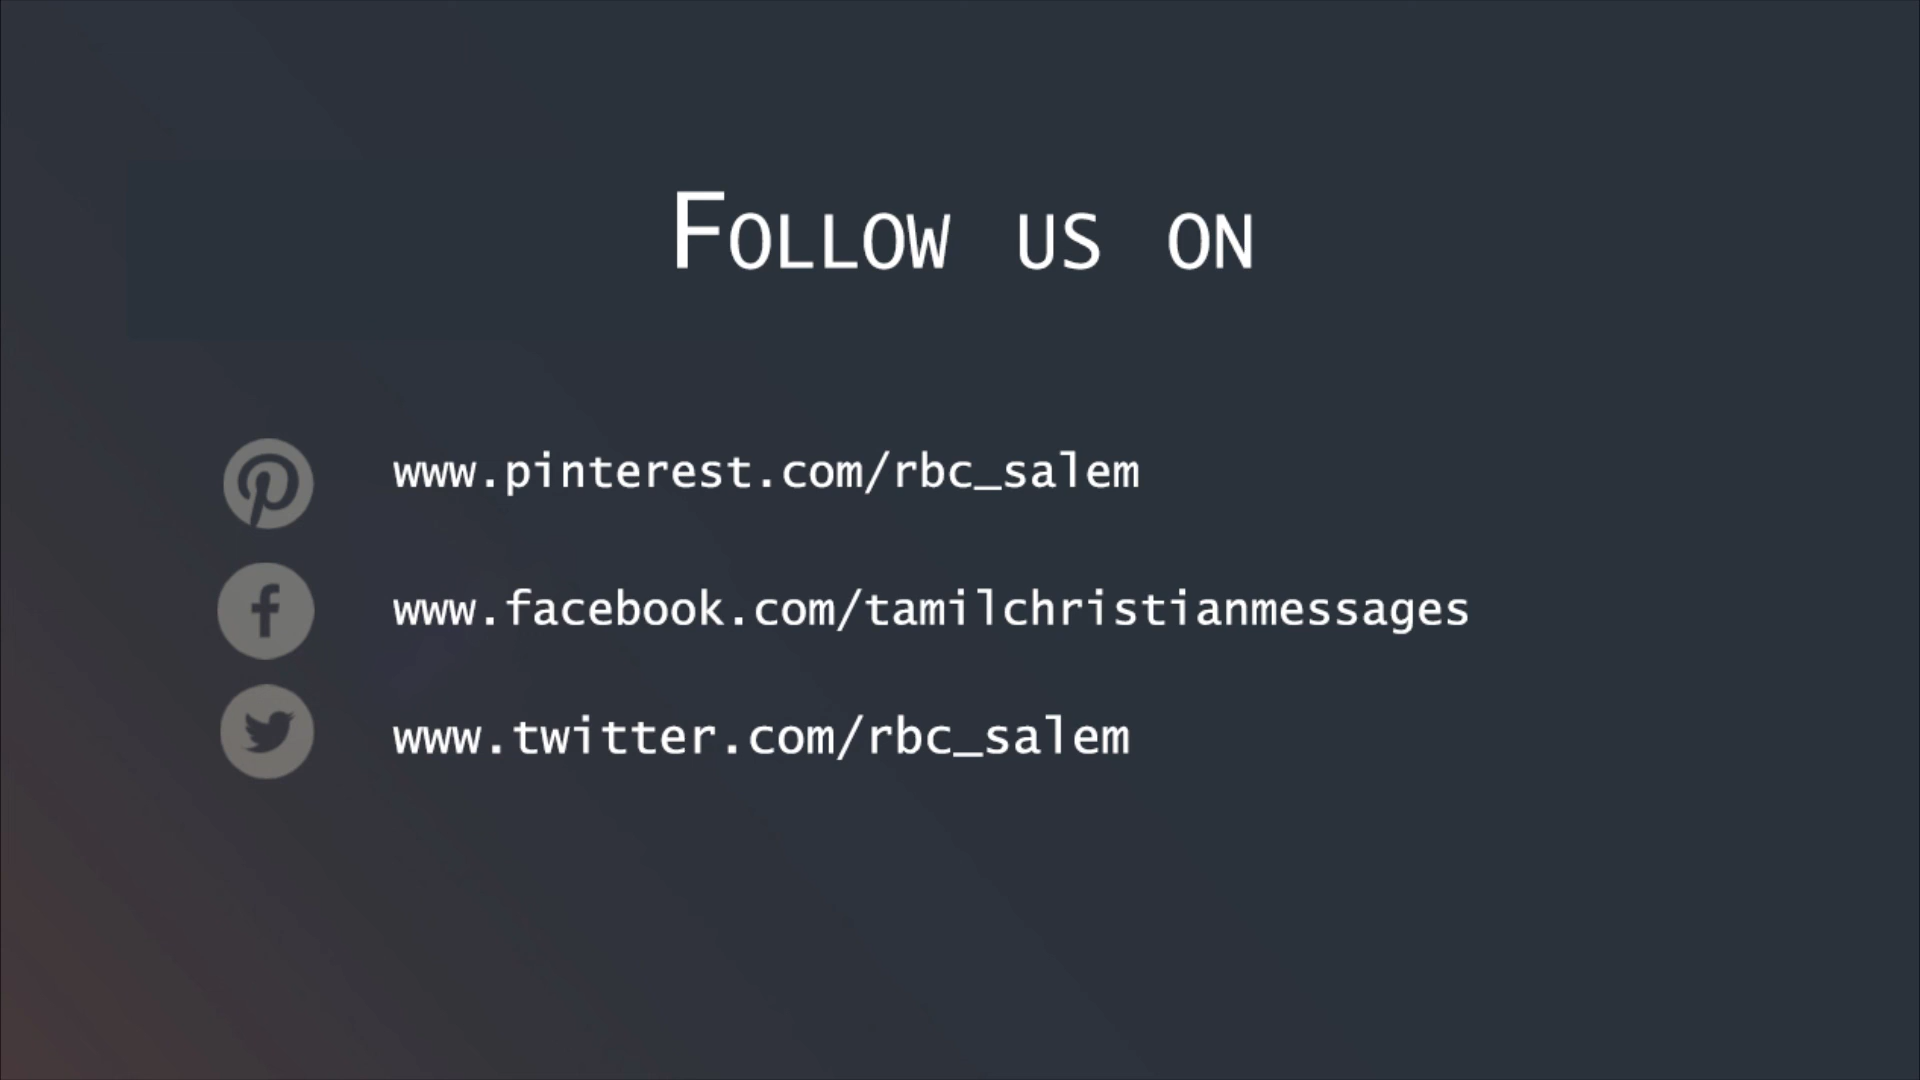 Follow us on
www.pinterest.com/rbc_salem
www.facebook.com/tamilchristianmessages
www.twitter.com/rbc_salem